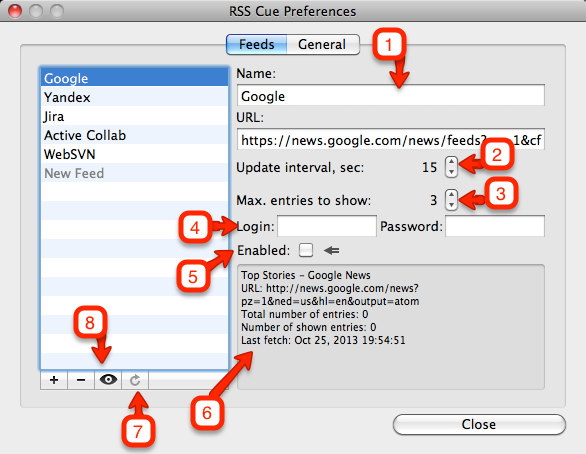 RSS Cue Preferences
Feeds General
1
Google
Yandex
Jira
Active Collab
WebSVN
New Feed
Name:
Google
URL:
https://news.google.com/news/feeds?
1&cf
Update interval, sec: 15
2
Max. entries to show: 3
3
4
Login:
Password:
5
Enabled:
Top Stories - Google News
URL: http://news.google.com/news?
pz=1&ned=us&hl=en&output=atom
Total number of entries: 0
Number of shown entries: 0
Last fetch: Oct 25, 2013 19:54:51
8
+ −
7
6
Close